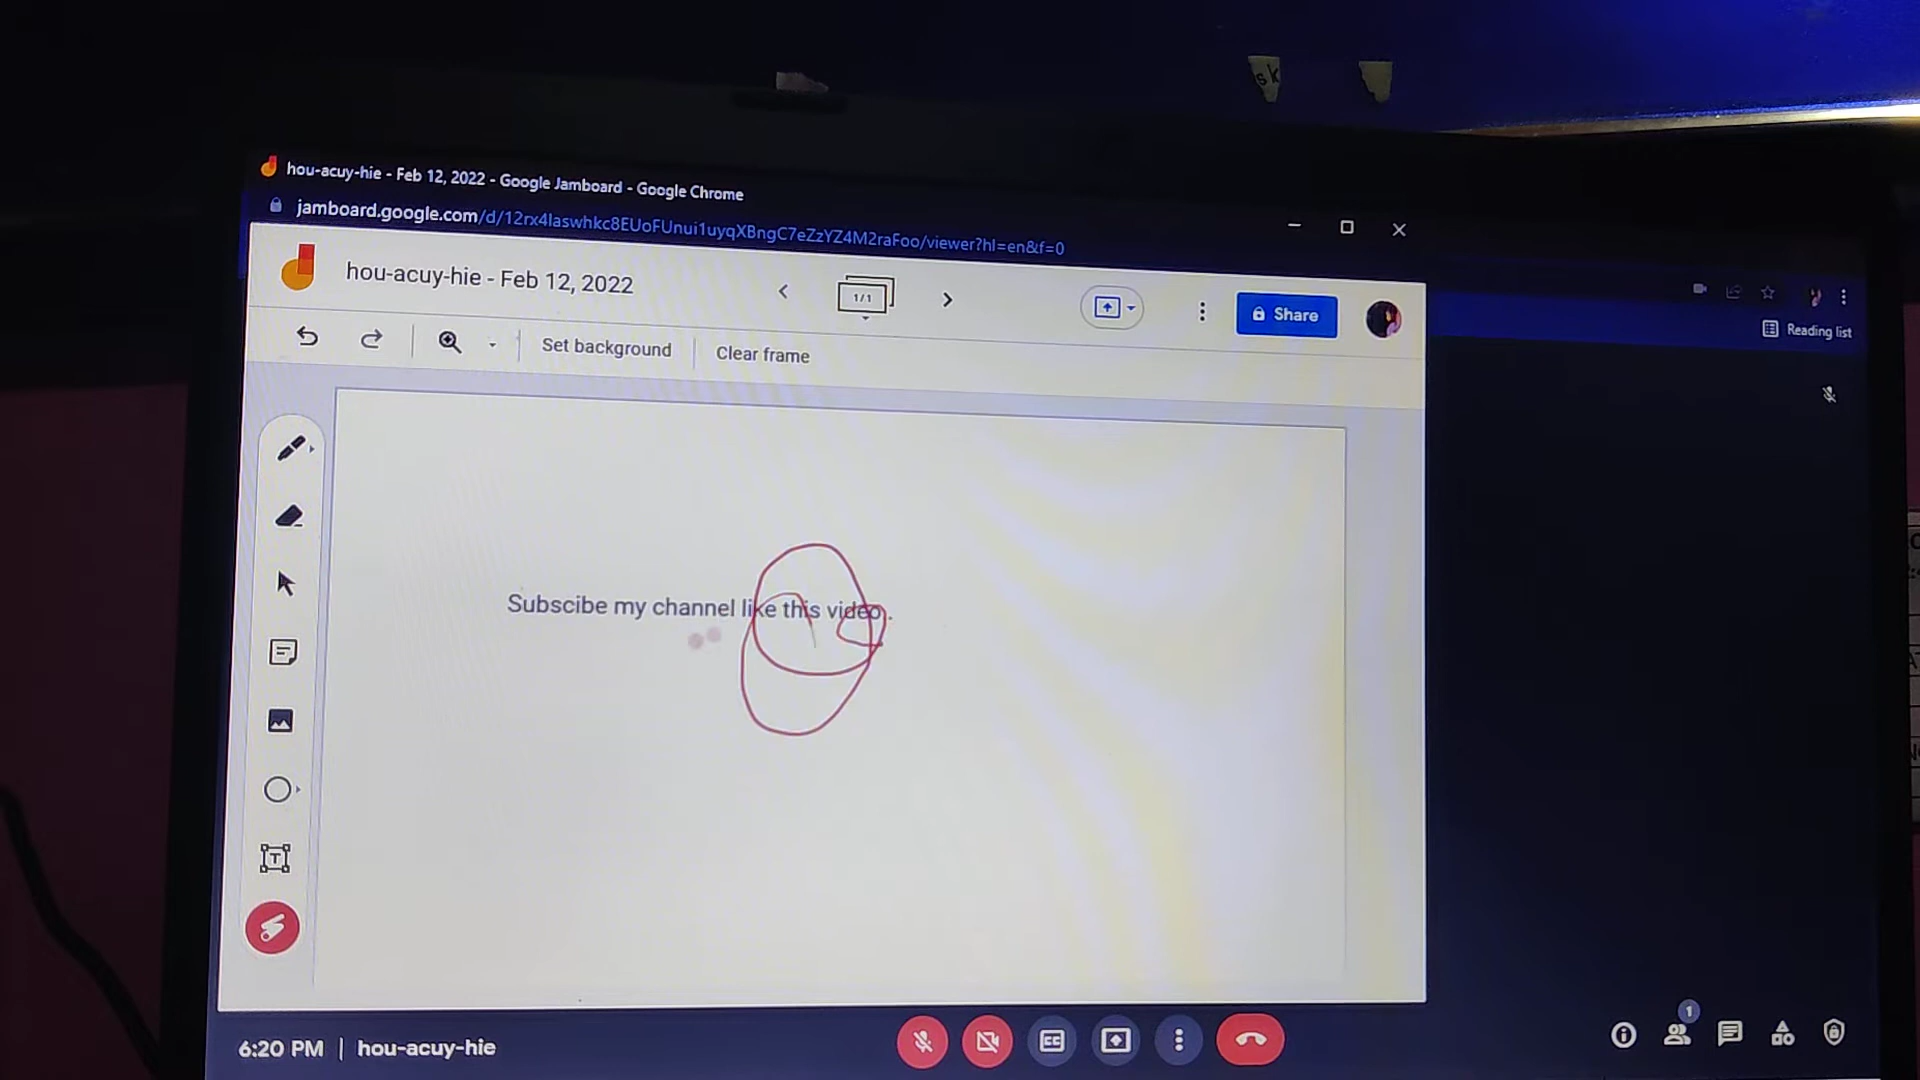 sk
hou-acuy-hie - Feb 12, 2022 - Google Jamboard - Google Chrome
jamboard.google.com/d/12rx4laswhkc8EUoFUnui1uyqXBngC7eZzYZ4M2raFoo/viewer?hl=en&f=0
hou-acuy-hie - Feb 12, 2022
1/1
Share
Reading list
Set background
Clear frame
Subscibe my channel like this video.
T
1
6:20 PM | hou-acuy-hie
CC